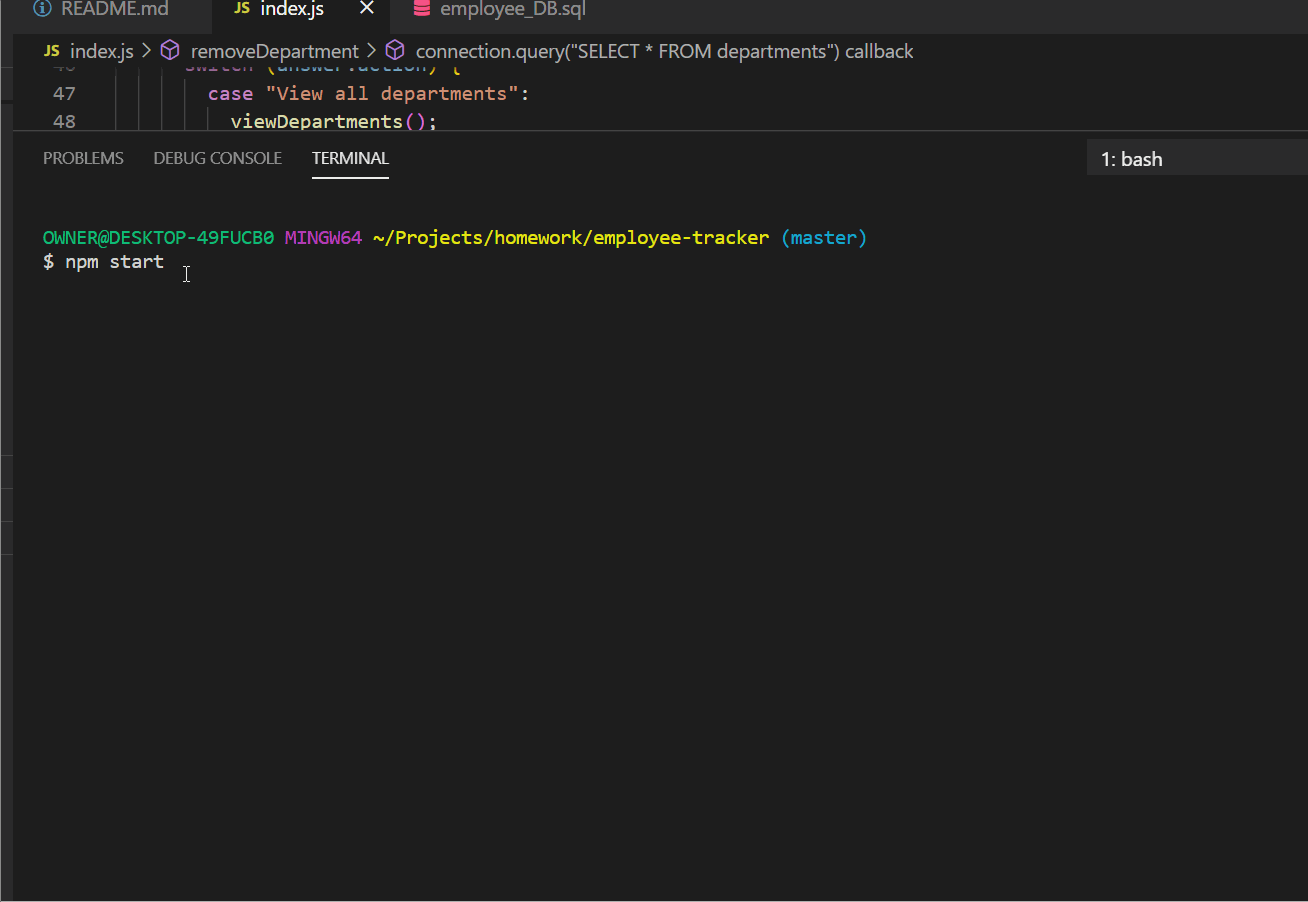 README.md JS index.js employee_DB.sql
JS index.js > removeDepartment > connection.query("SELECT * FROM departments") callback
46 switch (answer.action) {
47 case "View all departments":
48 viewDepartments();
PROBLEMS DEBUG CONSOLE TERMINAL 1: bash
OWNER@DESKTOP-49FUCB0 MINGW64 ~/Projects/homework/employee-tracker (master)
$ npm start